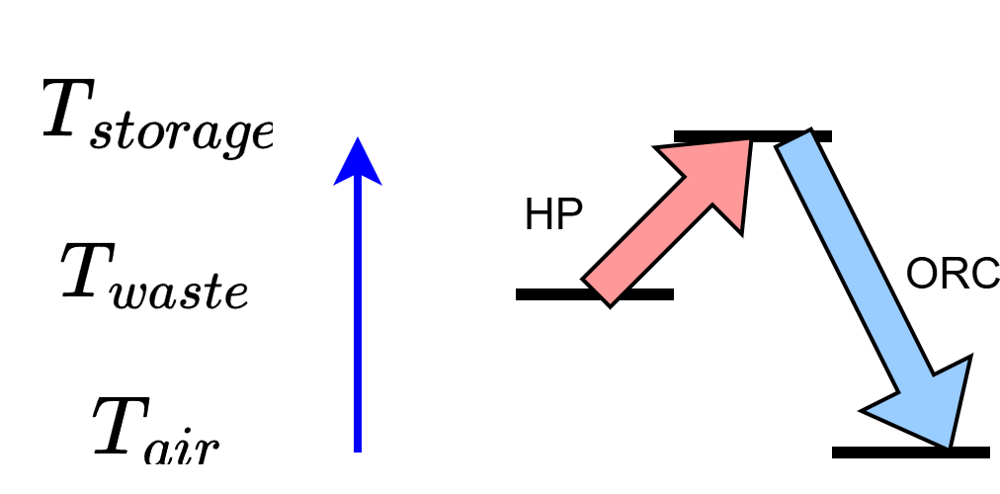 T_storage
HP
T_waste
ORC
T_air